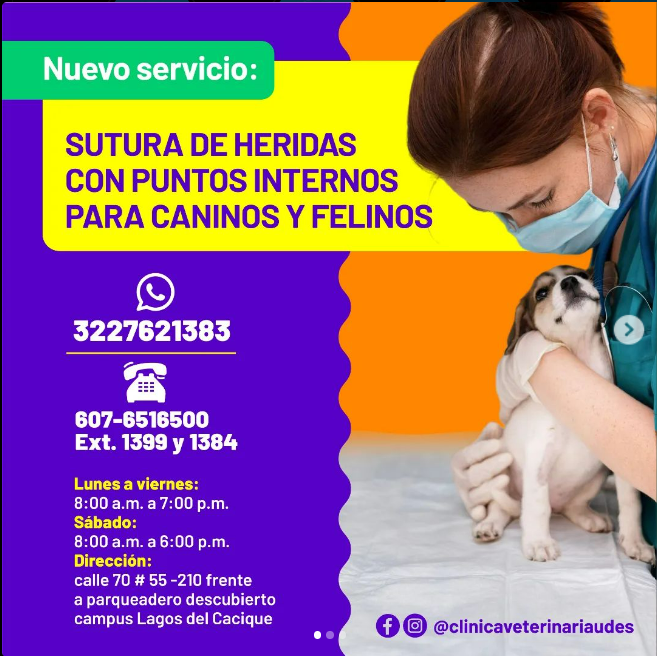 Nuevo servicio:
SUTURA DE HERIDAS
CON PUNTOS INTERNOS
PARA CANINOS Y FELINOS
3227621383
607-6516500
Ext. 1399 y 1384
Lunes a viernes:
8:00 a.m. a 7:00 p.m.
Sábado:
8:00 a.m. a 6:00 p.m.
Dirección:
calle 70 # 55 -210 frente
a parqueadero descubierto
campus Lagos del Cacique
@clinicaveterinariaudes